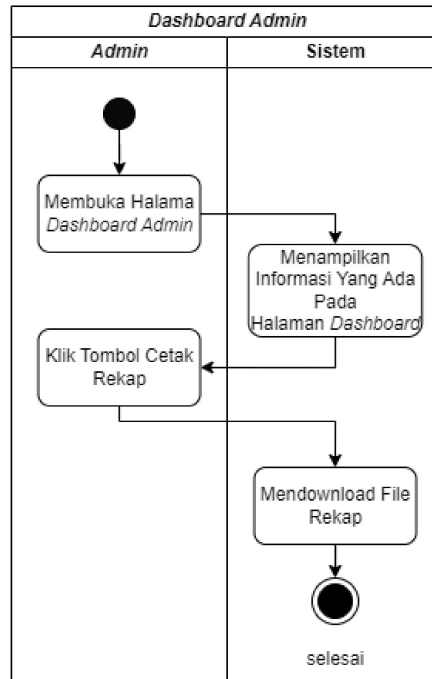 Dashboard Admin
Admin
Sistem
Membuka Halama
Dashboard Admin
Menampilkan
Informasi Yang Ada
Pada
Halaman Dashboard
Klik Tombol Cetak
Rekap
Mendownload File
Rekap
selesai